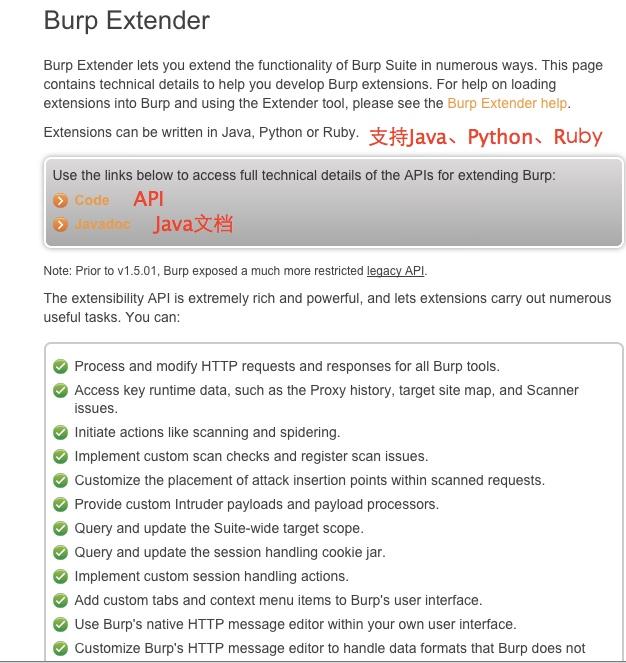 Burp Extender
Burp Extender lets you extend the functionality of Burp Suite in numerous ways. This page
contains technical details to help you develop Burp extensions. For help on loading
extensions into Burp and using the Extender tool, please see the Burp Extender help.
Extensions can be written in Java, Python or Ruby. 支持Java、Python、Ruby
Use the links below to access full technical details of the APIs for extending Burp:
Code API
Javadoc Java文档
Note: Prior to v1.5.01, Burp exposed a much more restricted legacy API.
The extensibility API is extremely rich and powerful, and lets extensions carry out numerous
useful tasks. You can:
Process and modify HTTP requests and responses for all Burp tools.
Access key runtime data, such as the Proxy history, target site map, and Scanner
issues.
Initiate actions like scanning and spidering.
Implement custom scan checks and register scan issues.
Customize the placement of attack insertion points within scanned requests.
Provide custom Intruder payloads and payload processors.
Query and update the Suite-wide target scope.
Query and update the session handling cookie jar.
Implement custom session handling actions.
Add custom tabs and context menu items to Burp's user interface.
Use Burp's native HTTP message editor within your own user interface.
Customize Burp's HTTP message editor to handle data formats that Burp does not